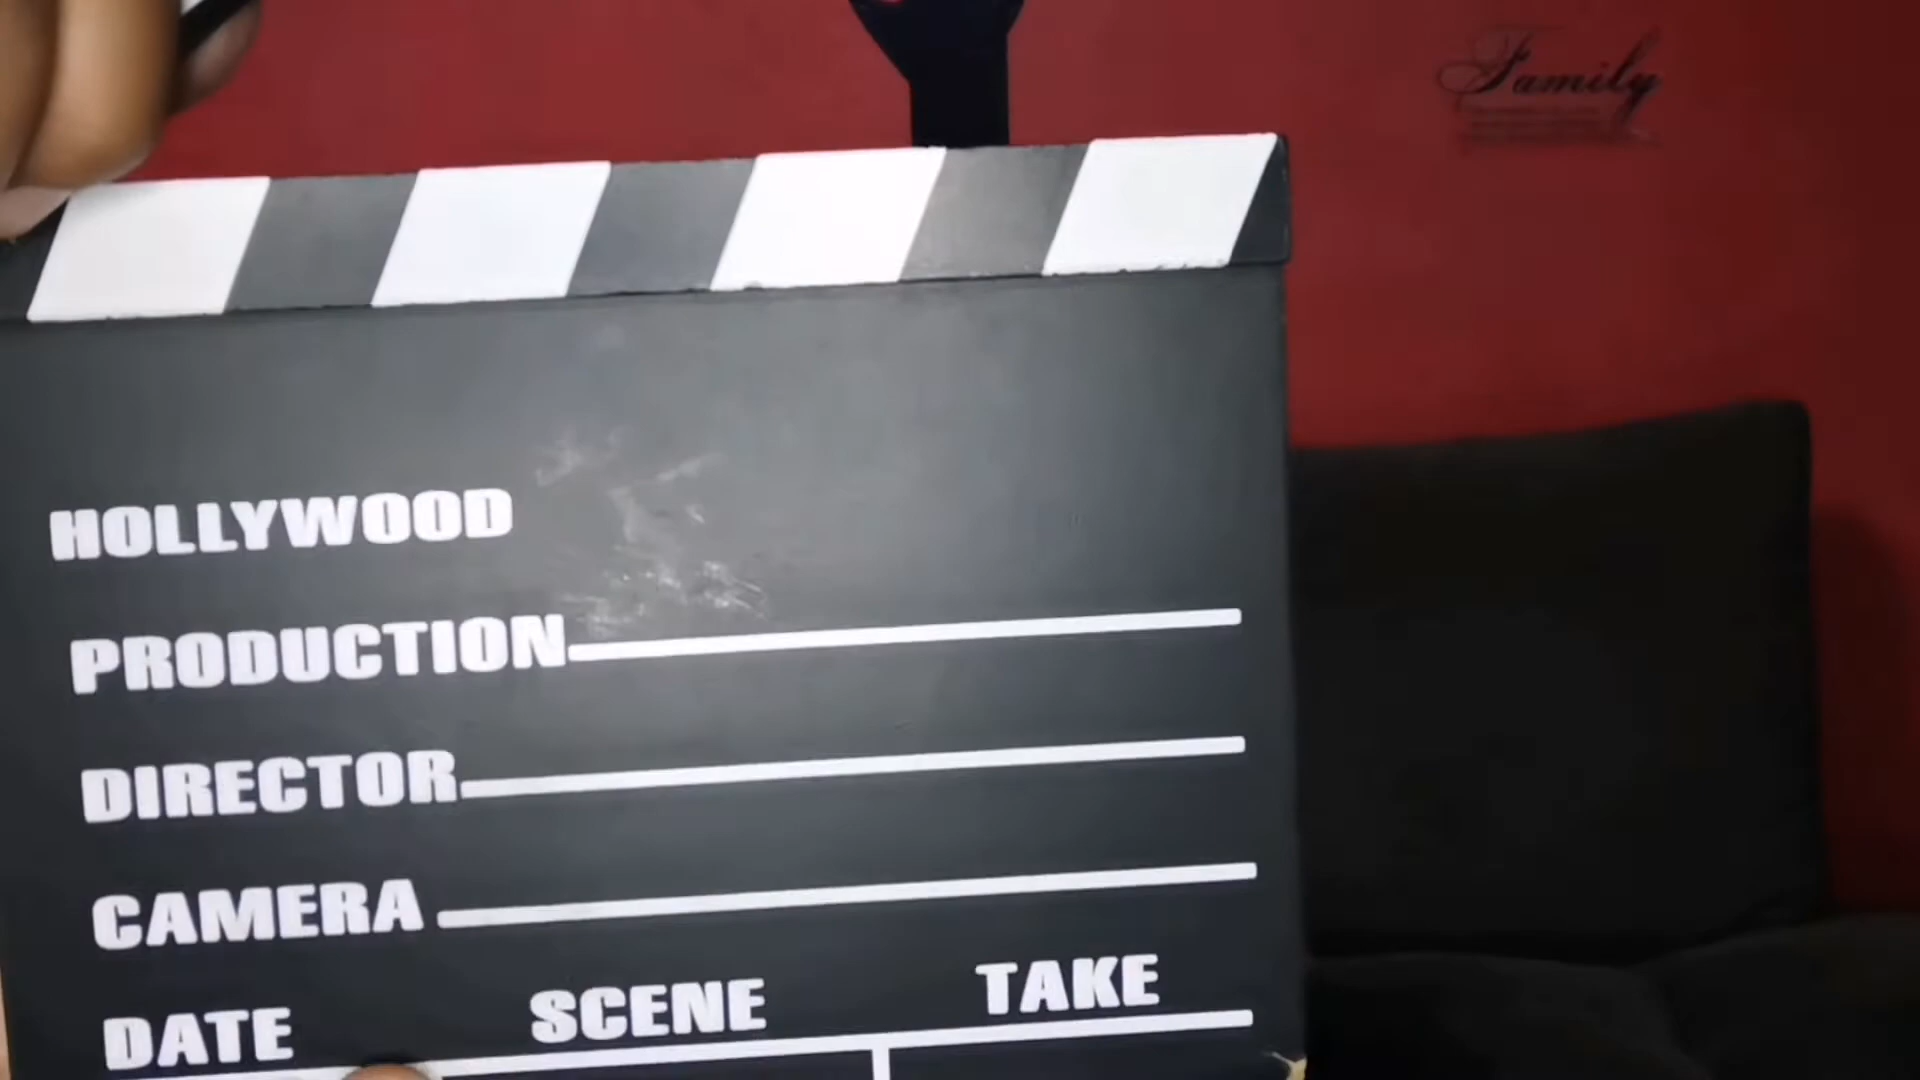 Family
HOLLYWOOD
PRODUCTION
DIRECTOR
CAMERA
DATE SCENE TAKE